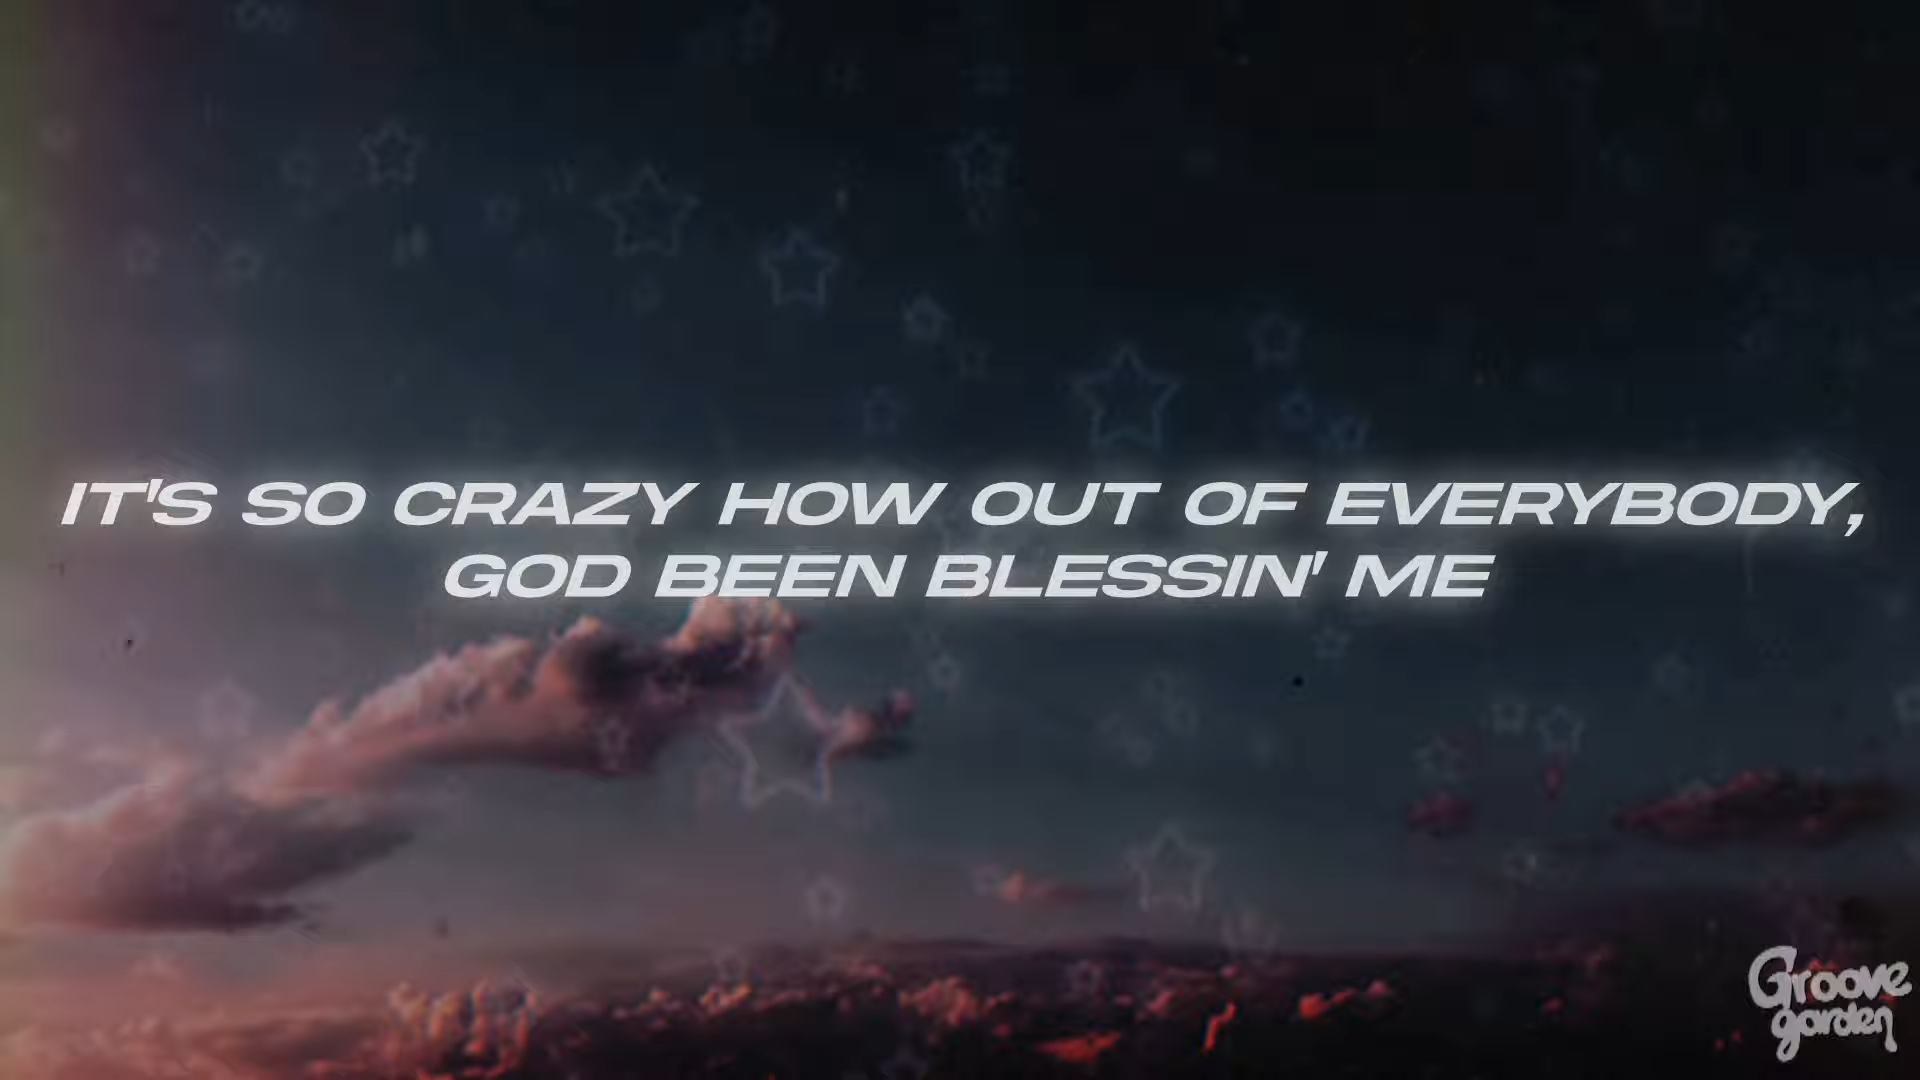 IT'S SO CRAZY HOW OUT OF EVERYBODY,
GOD BEEN BLESSIN' ME
Groove
garden